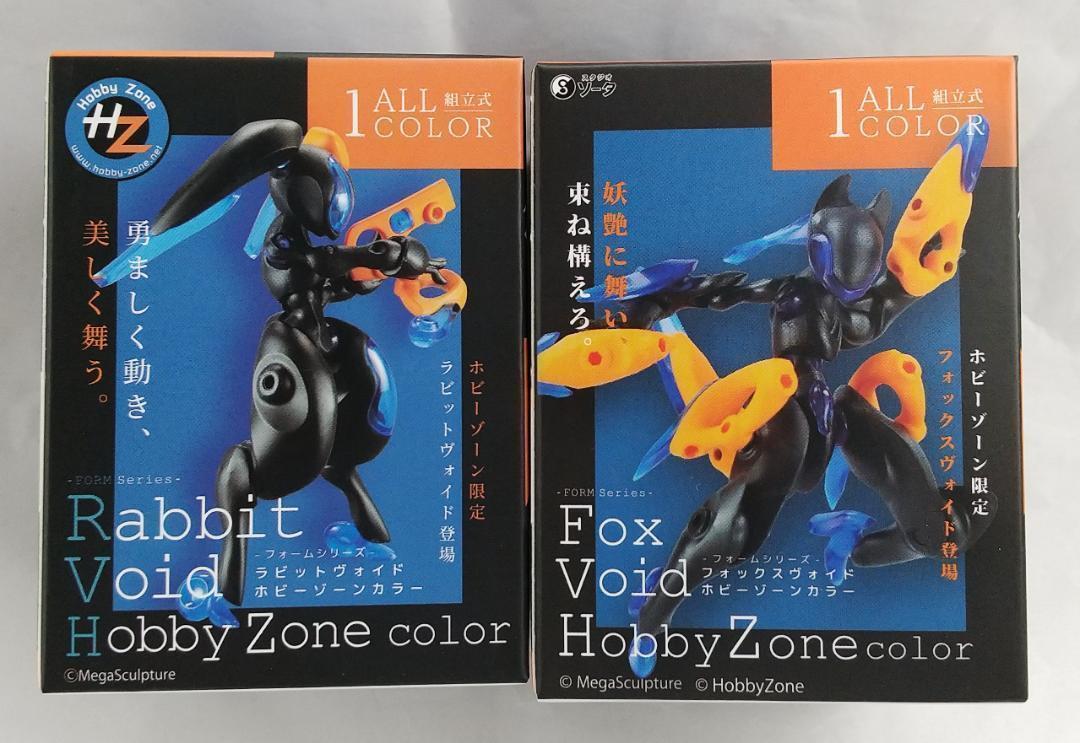 Hobby Zone
HZ
www.hobby-zone.net
1 ALL 組立式
COLOR
勇ましく動き、
美しく舞う。
ホビーゾーン限定
ラビットヴォイド登場
-FORM Series-
Rabbit
Void
-フォームシリーズ-
ラビットヴォイド
ホビーゾーンカラー
Hobby Zone color
©MegaSculpture
スタジオ
ソータ
1 ALL 組立式
COLOR
妖艶に舞い
束ね構えろ。
ホビーゾーン限定
フォックスヴォイド登場
-FORM Series-
Fox
Void
-フォームシリーズ-
フォックスヴォイド
ホビーゾーンカラー
Hobby Zone color
© MegaSculpture © HobbyZone